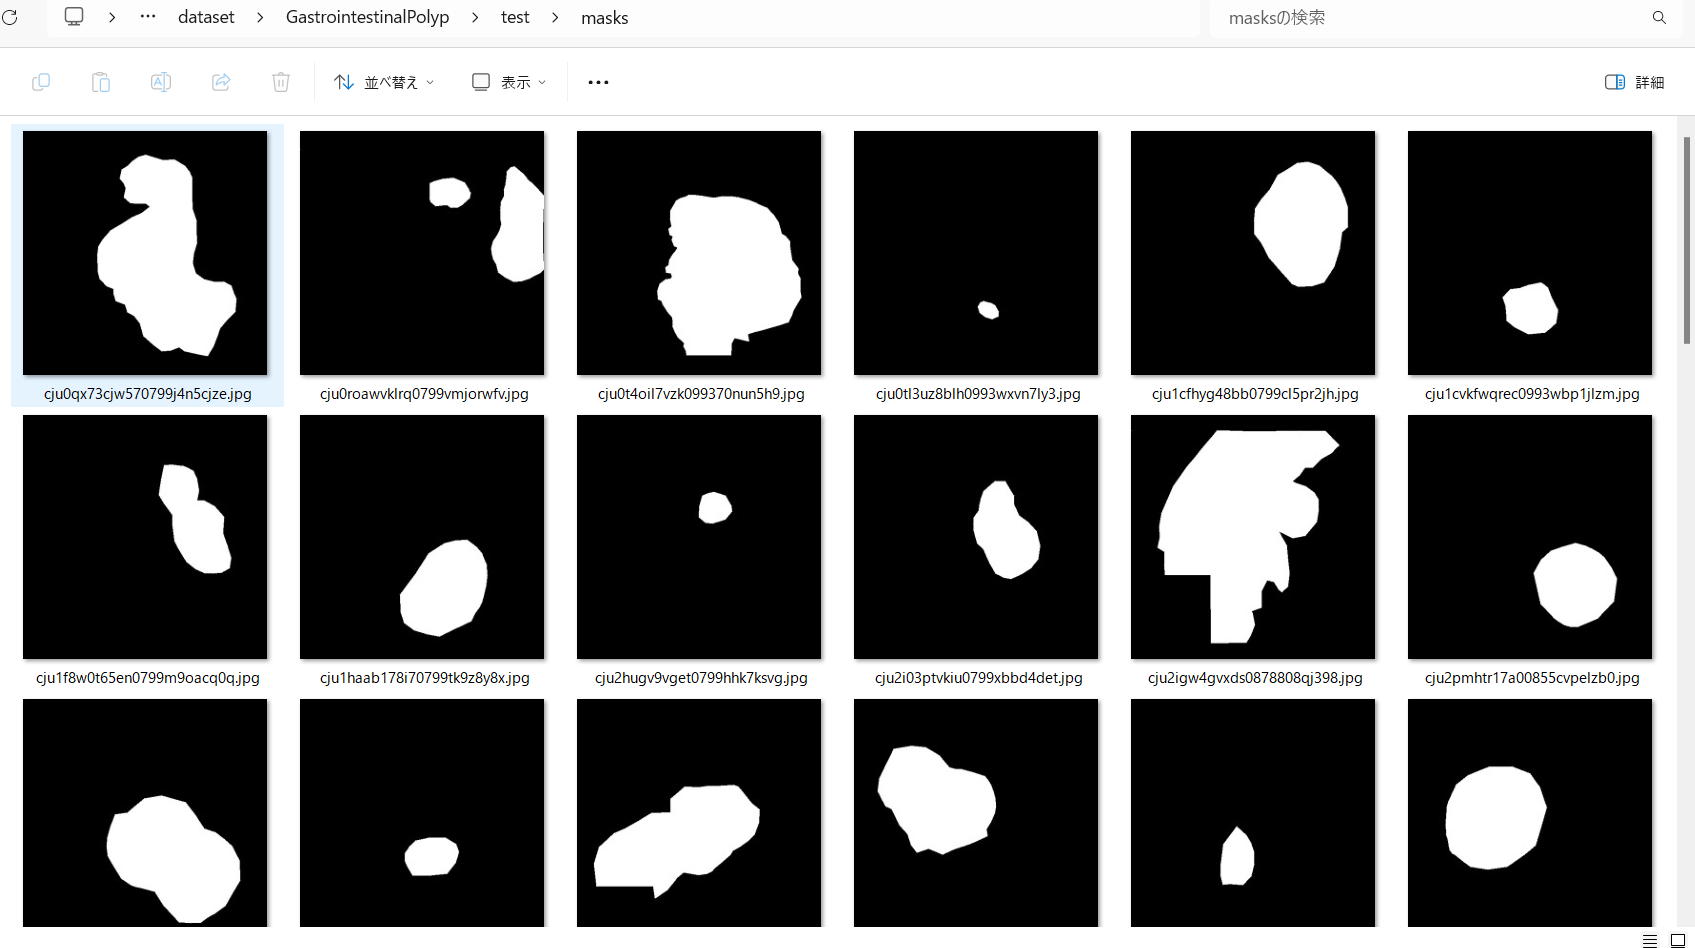 dataset > GastrointestinalPolyp > test > masks
masksの検索
並べ替え
表示
詳細
cju0qx73cjw570799j4n5cjze.jpg
cju0roawvklrq0799vmjorwfv.jpg
cju0t4oil7vzk099370nun5h9.jpg
cju0tl3uz8blh0993wxvn7ly3.jpg
cju1cfhyg48bb0799cl5pr2jh.jpg
cju1cvkfwqrec0993wbp1jlzm.jpg
cju1f8w0t65en0799m9oacq0q.jpg
cju1haab178i70799tk9z8y8x.jpg
cju2hugv9vget0799hhk7ksvg.jpg
cju2i03ptvkiu0799xbbd4det.jpg
cju2igw4gvxds0878808qj398.jpg
cju2pmhtr17a00855cvpelzb0.jpg